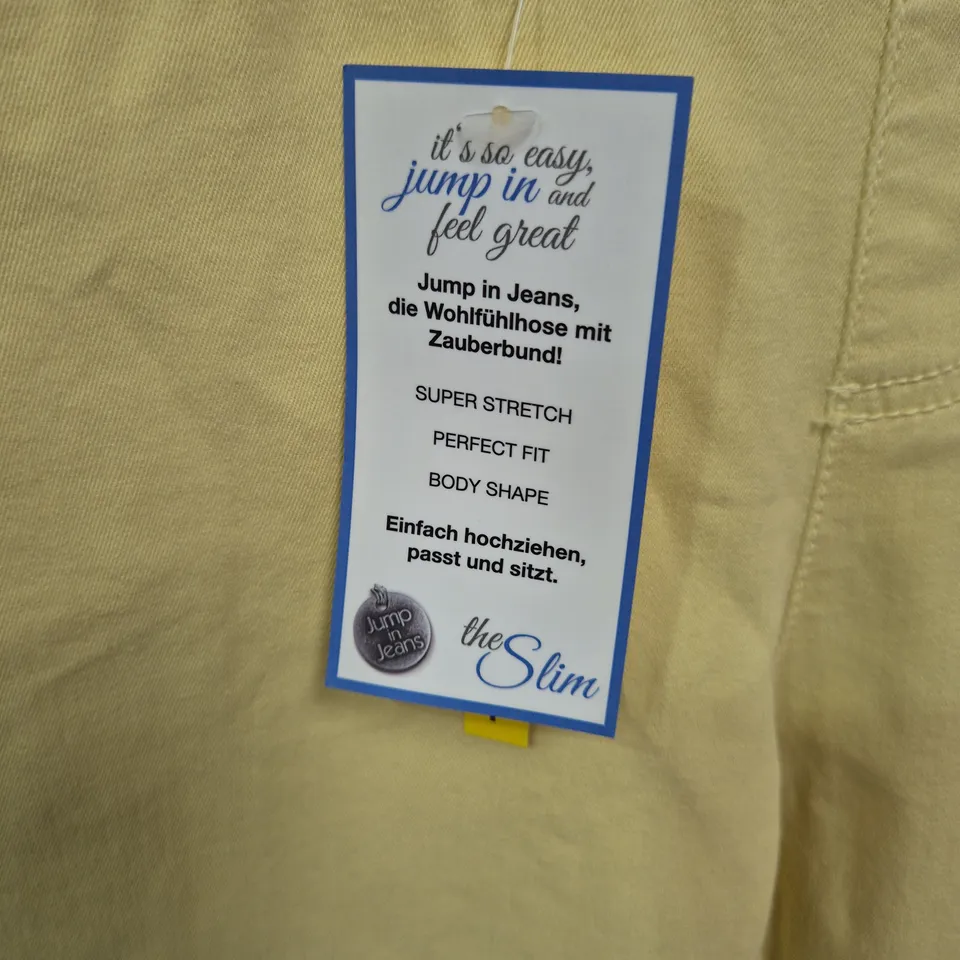 it's so easy,
jump in and
feel great
Jump in Jeans,
die Wohlfühlhose mit
Zauberbund!
SUPER STRETCH
PERFECT FIT
BODY SHAPE
Einfach hochziehen,
passt und sitzt.
Jump
in
Jeans
the Slim